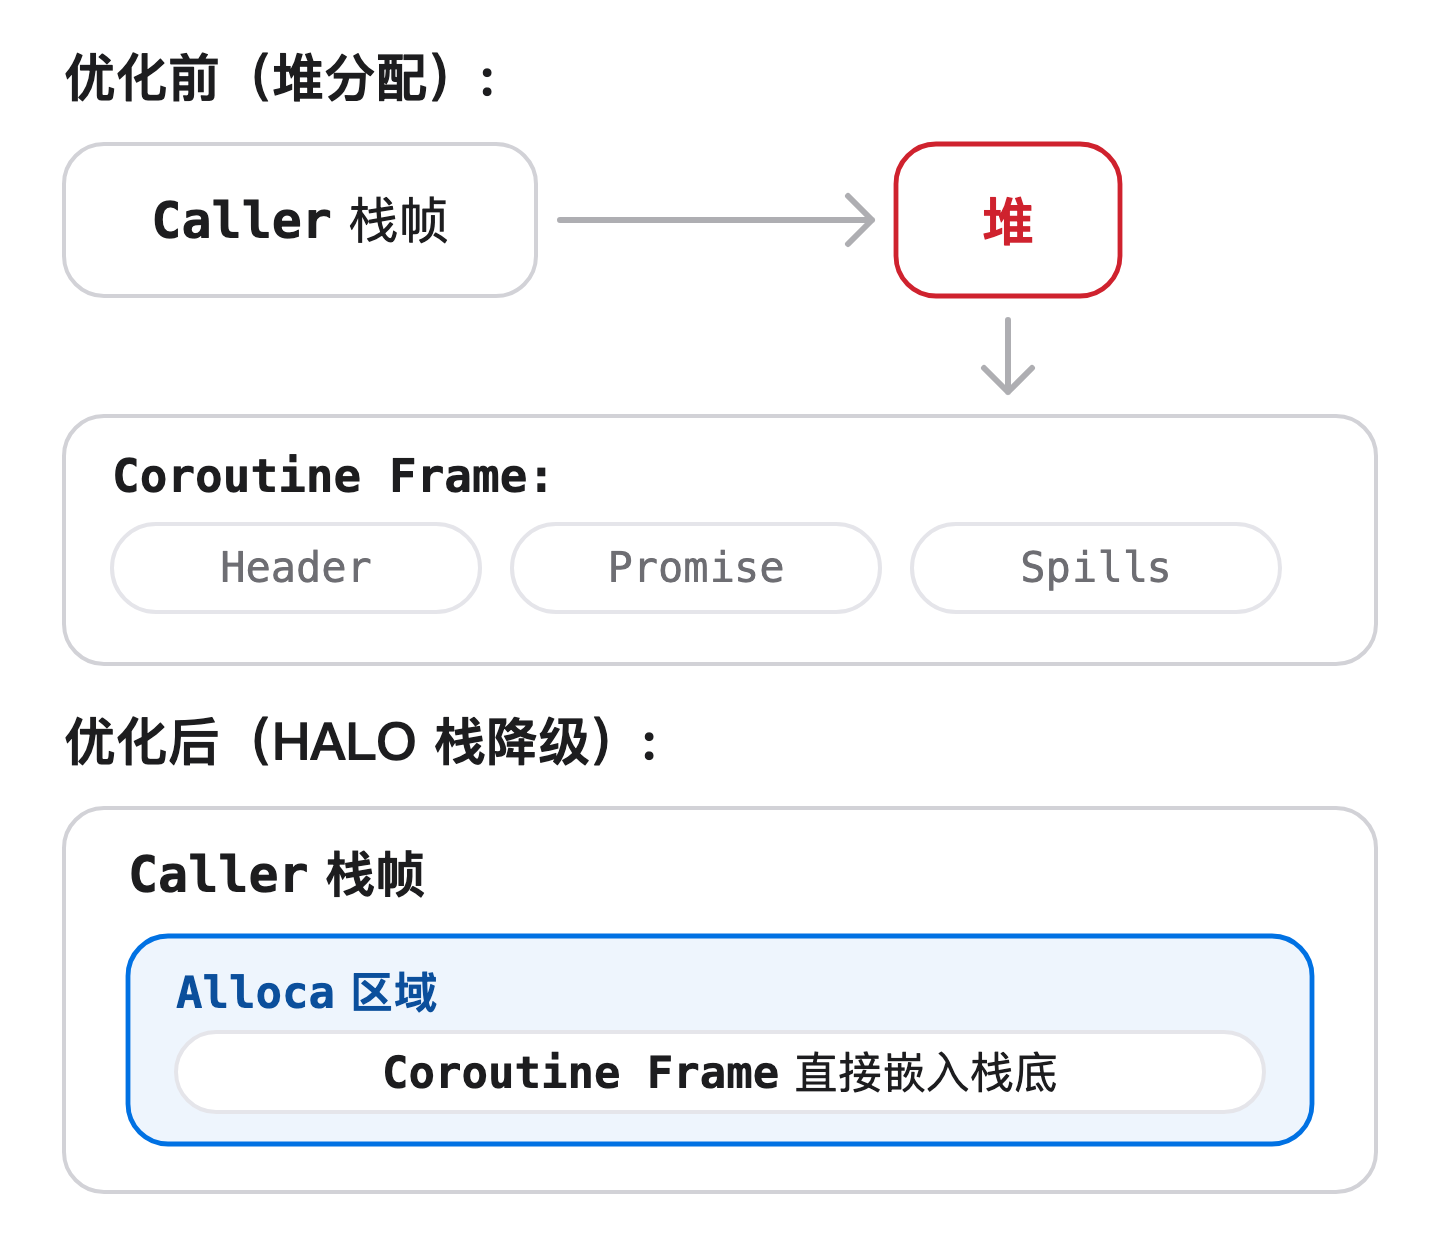 优化前（堆分配）:
Caller 栈帧
堆
Coroutine Frame:
Header
Promise
Spills
优化后（HALO 栈降级）:
Caller 栈帧
Alloca 区域
Coroutine Frame 直接嵌入栈底